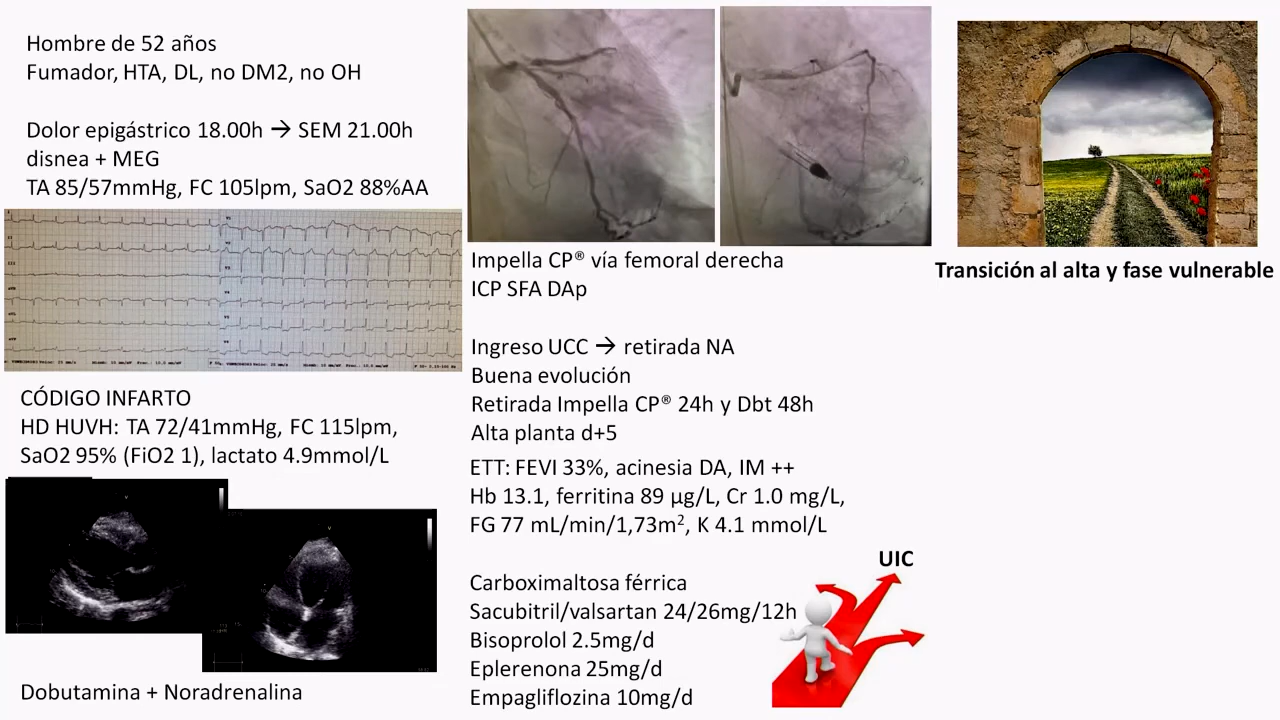 Hombre de 52 años
Fumador, HTA, DL, no DM2, no OH
Dolor epigástrico 18.00h → SEM 21.00h
disnea + MEG
TA 85/57mmHg, FC 105lpm, SaO2 88%AA
CÓDIGO INFARTO
HD HUVH: TA 72/41mmHg, FC 115lpm,
SaO2 95% (FiO2 1), lactato 4.9mmol/L
Dobutamina + Noradrenalina
Impella CP® vía femoral derecha
ICP SFA DAp
Ingreso UCC → retirada NA
Buena evolución
Retirada Impella CP® 24h y Dbt 48h
Alta planta d+5
ETT: FEVI 33%, acinesia DA, IM ++
Hb 13.1, ferritina 89 µg/L, Cr 1.0 mg/L,
FG 77 mL/min/1,73m², K 4.1 mmol/L
Carboximaltosa férrica
Sacubitril/valsartan 24/26mg/12h
Bisoprolol 2.5mg/d
Eplerenona 25mg/d
Empagliflozina 10mg/d
UIC
Transición al alta y fase vulnerable